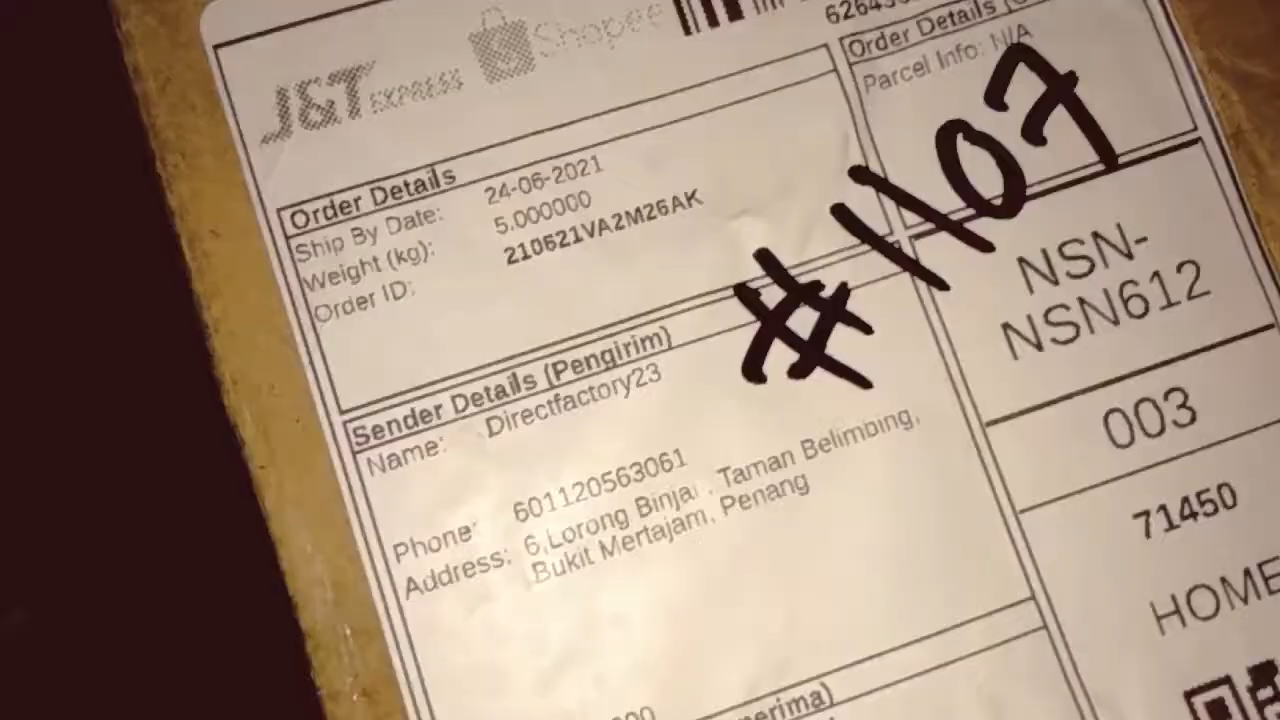 J&T EXPRESS Shopee
Order Details
Ship By Date: 24-06-2021
Weight (kg): 5.000000
Order ID: 210621VA2M26AK
Sender Details (Pengirim)
Name: Directfactory23
Phone: 601120563061
Address: 6,Lorong Binjai , Taman Belimbing,
Bukit Mertajam, Penang
Order Details
Parcel Info: N/A
#1107
NSN-
NSN612
003
71450
HOME